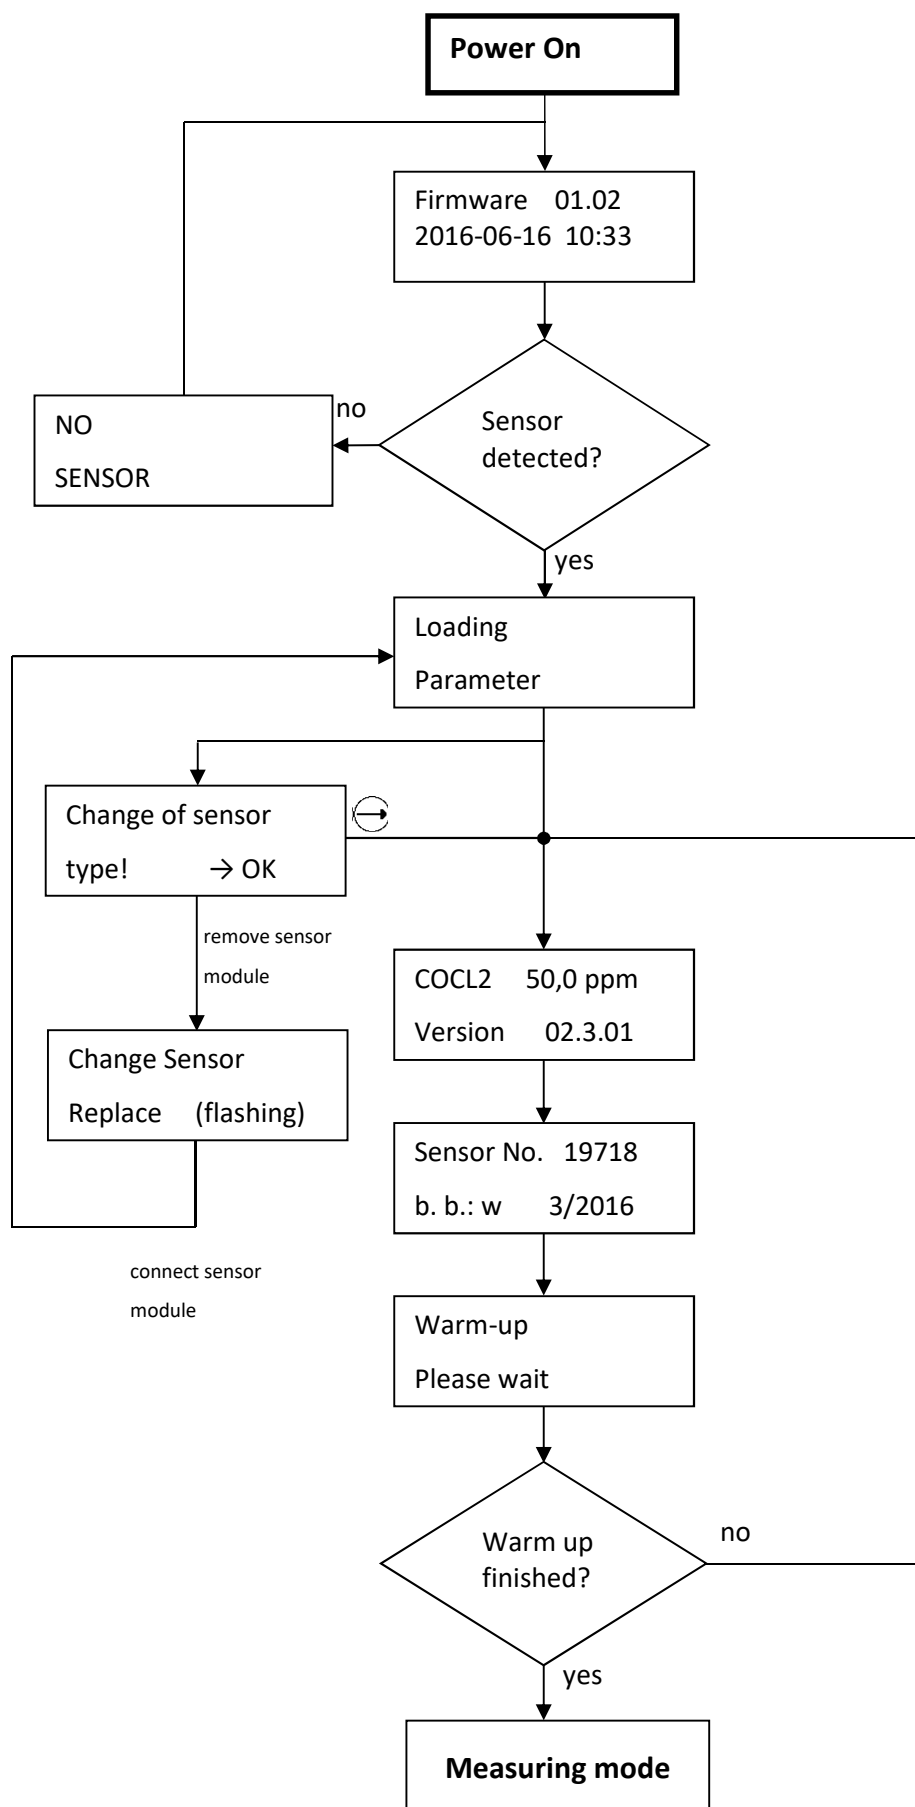 Power On
Firmware 01.02
2016-06-16 10:33
Sensor
detected?
no
NO
SENSOR
yes
Loading
Parameter
Change of sensor
type! → OK
remove sensor
module
Change Sensor
Replace (flashing)
connect sensor
module
COCL2 50,0 ppm
Version 02.3.01
Sensor No. 19718
b. b.: w 3/2016
Warm-up
Please wait
Warm up
finished?
no
yes
Measuring mode